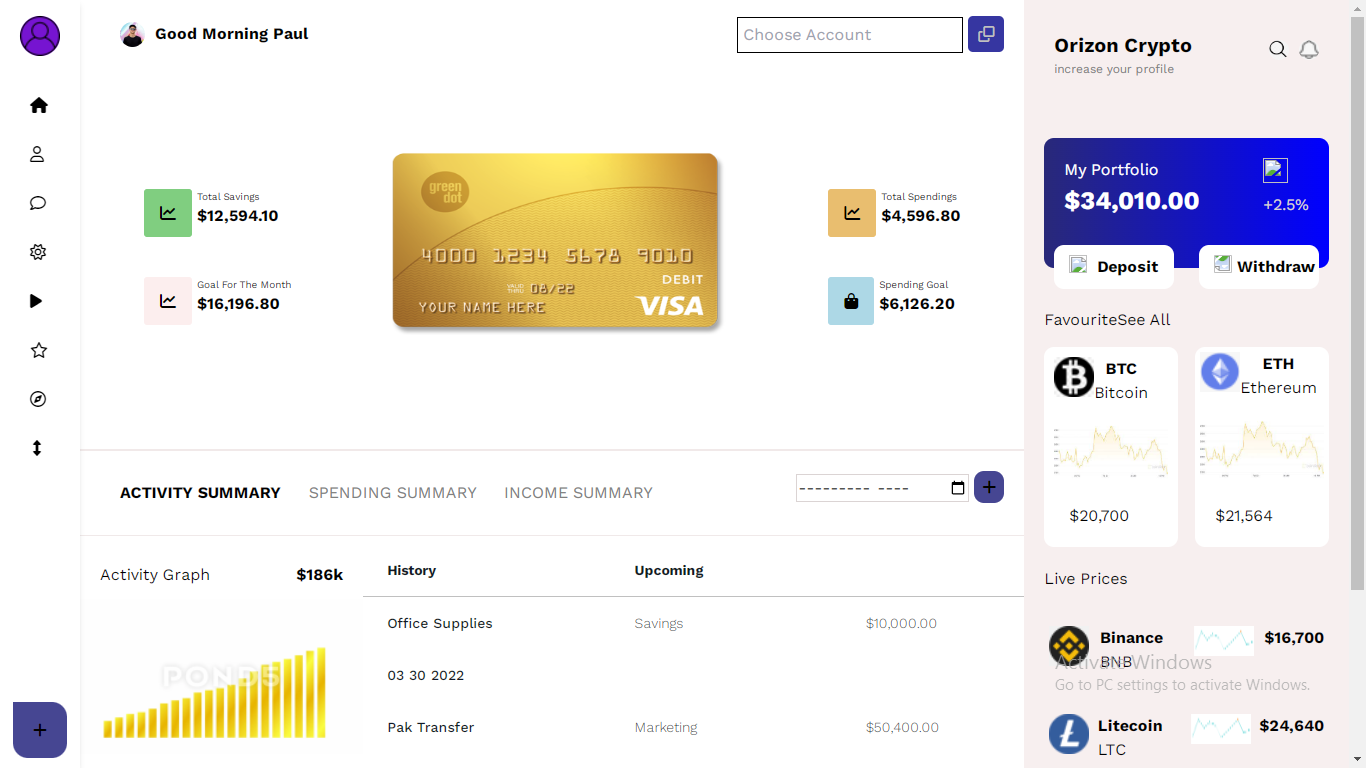 Good Morning Paul
Choose Account
Total Savings
$12,594.10
Goal For The Month
$16,196.80
green
dot
4000 1234 5678 9010
VALID
THRU 08/22
DEBIT
YOUR NAME HERE
VISA
Total Spendings
$4,596.80
Spending Goal
$6,126.20
ACTIVITY SUMMARY
SPENDING SUMMARY
INCOME SUMMARY
--------- ----
Activity Graph
$186k
POND5
History
Upcoming
Office Supplies
Savings
$10,000.00
03 30 2022
Pak Transfer
Marketing
$50,400.00
Orizon Crypto
increase your profile
My Portfolio
$34,010.00
+2.5%
Deposit
Withdraw
FavouriteSee All
BTC
Bitcoin
$20,700
ETH
Ethereum
$21,564
Live Prices
Binance
BNB
$16,700
Activate Windows
Go to PC settings to activate Windows.
Litecoin
LTC
$24,640